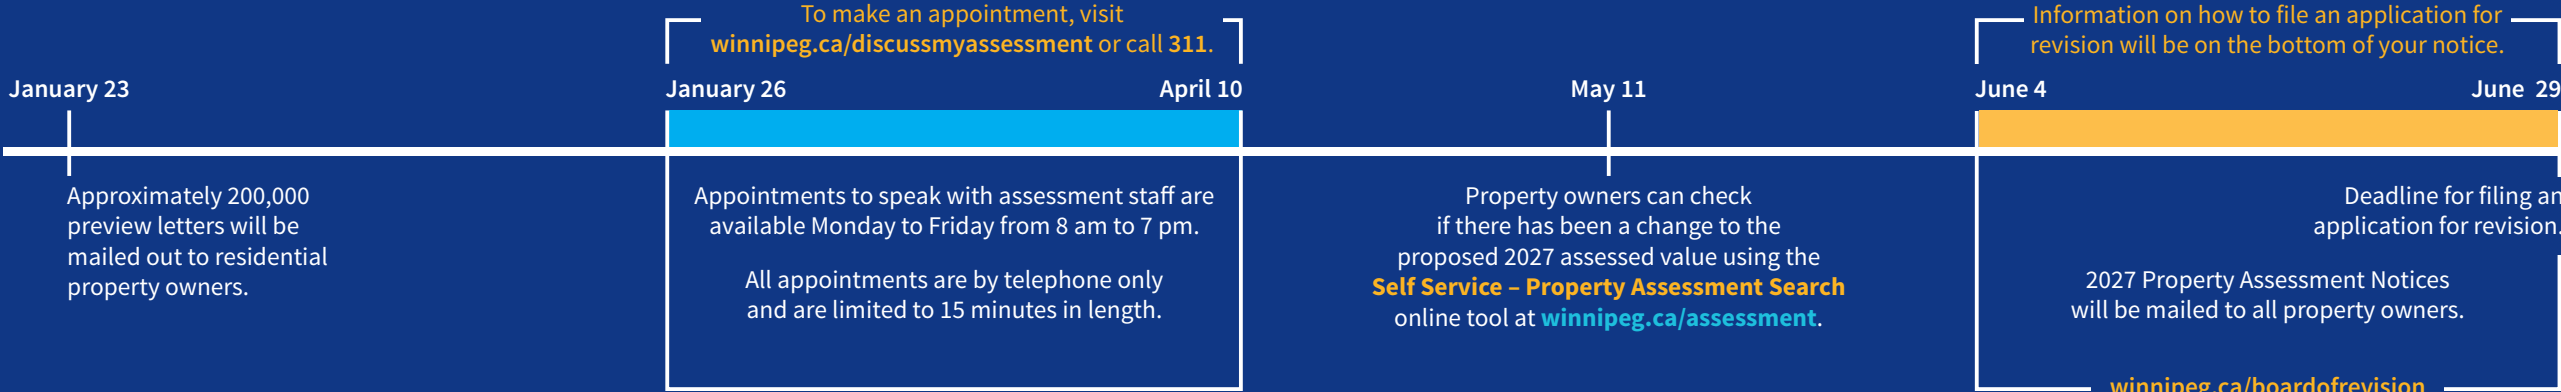 January 23
Approximately 200,000
preview letters will be
mailed out to residential
property owners.
To make an appointment, visit
winnipeg.ca/discussmyassessment or call 311.
January 26 April 10
Appointments to speak with assessment staff are
available Monday to Friday from 8 am to 7 pm.
All appointments are by telephone only
and are limited to 15 minutes in length.
May 11
Property owners can check
if there has been a change to the
proposed 2027 assessed value using the
Self Service – Property Assessment Search
online tool at winnipeg.ca/assessment.
Information on how to file an application for
revision will be on the bottom of your notice.
June 4 June 29
Deadline for filing an
application for revision.
2027 Property Assessment Notices
will be mailed to all property owners.
winnipeg.ca/boardofrevision